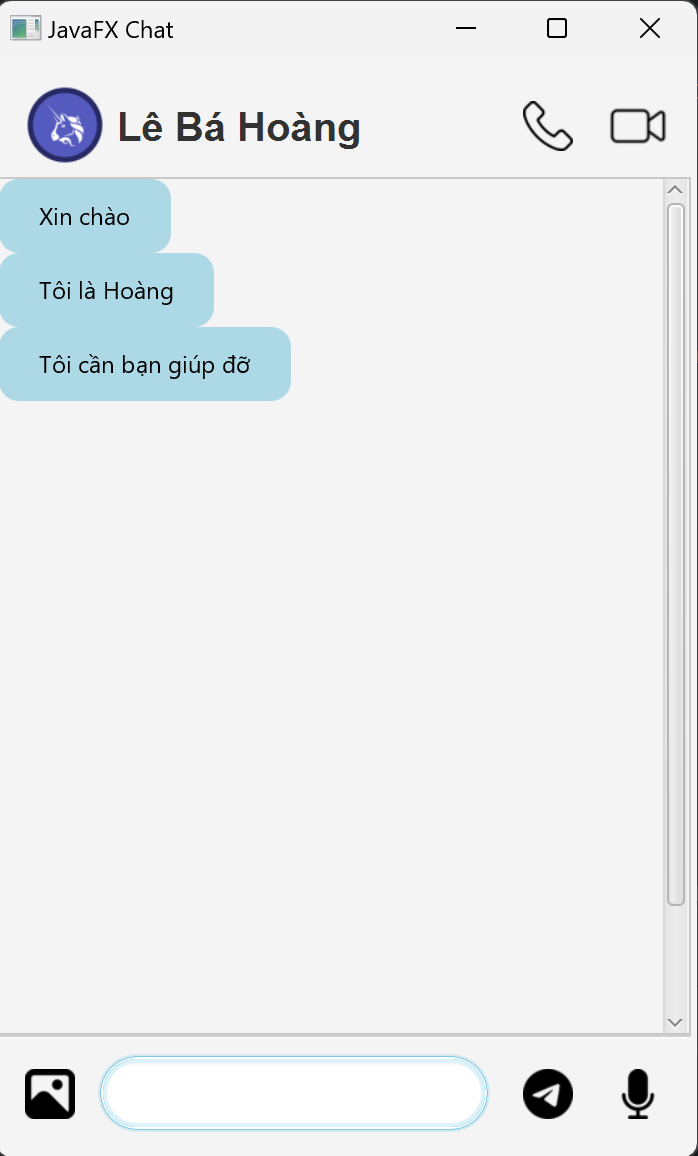 JavaFX Chat
Lê Bá Hoàng
Xin chào
Tôi là Hoàng
Tôi cần bạn giúp đỡ